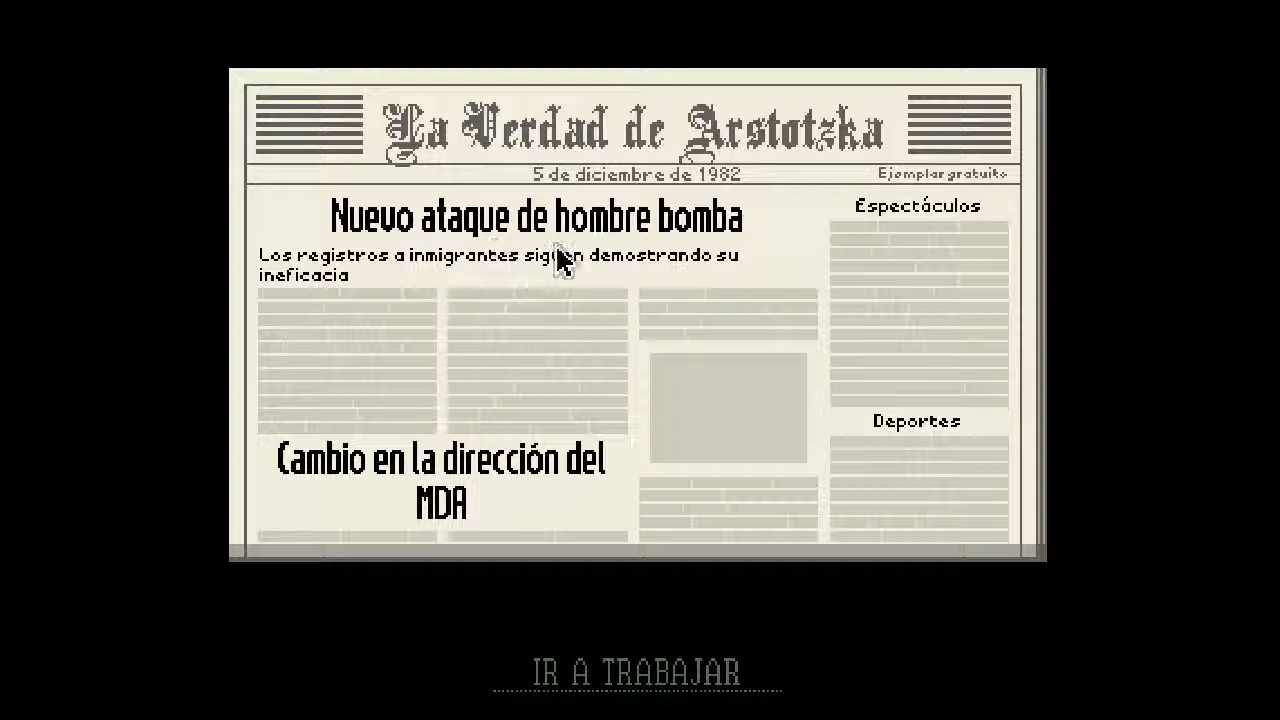 La Verdad de Arstotzka
5 de diciembre de 1982
Ejemplar gratuito
Nuevo ataque de hombre bomba
Los registros a inmigrantes siguen demostrando su
ineficacia
Cambio en la dirección del
MDA
Espectáculos
Deportes
IR A TRABAJAR